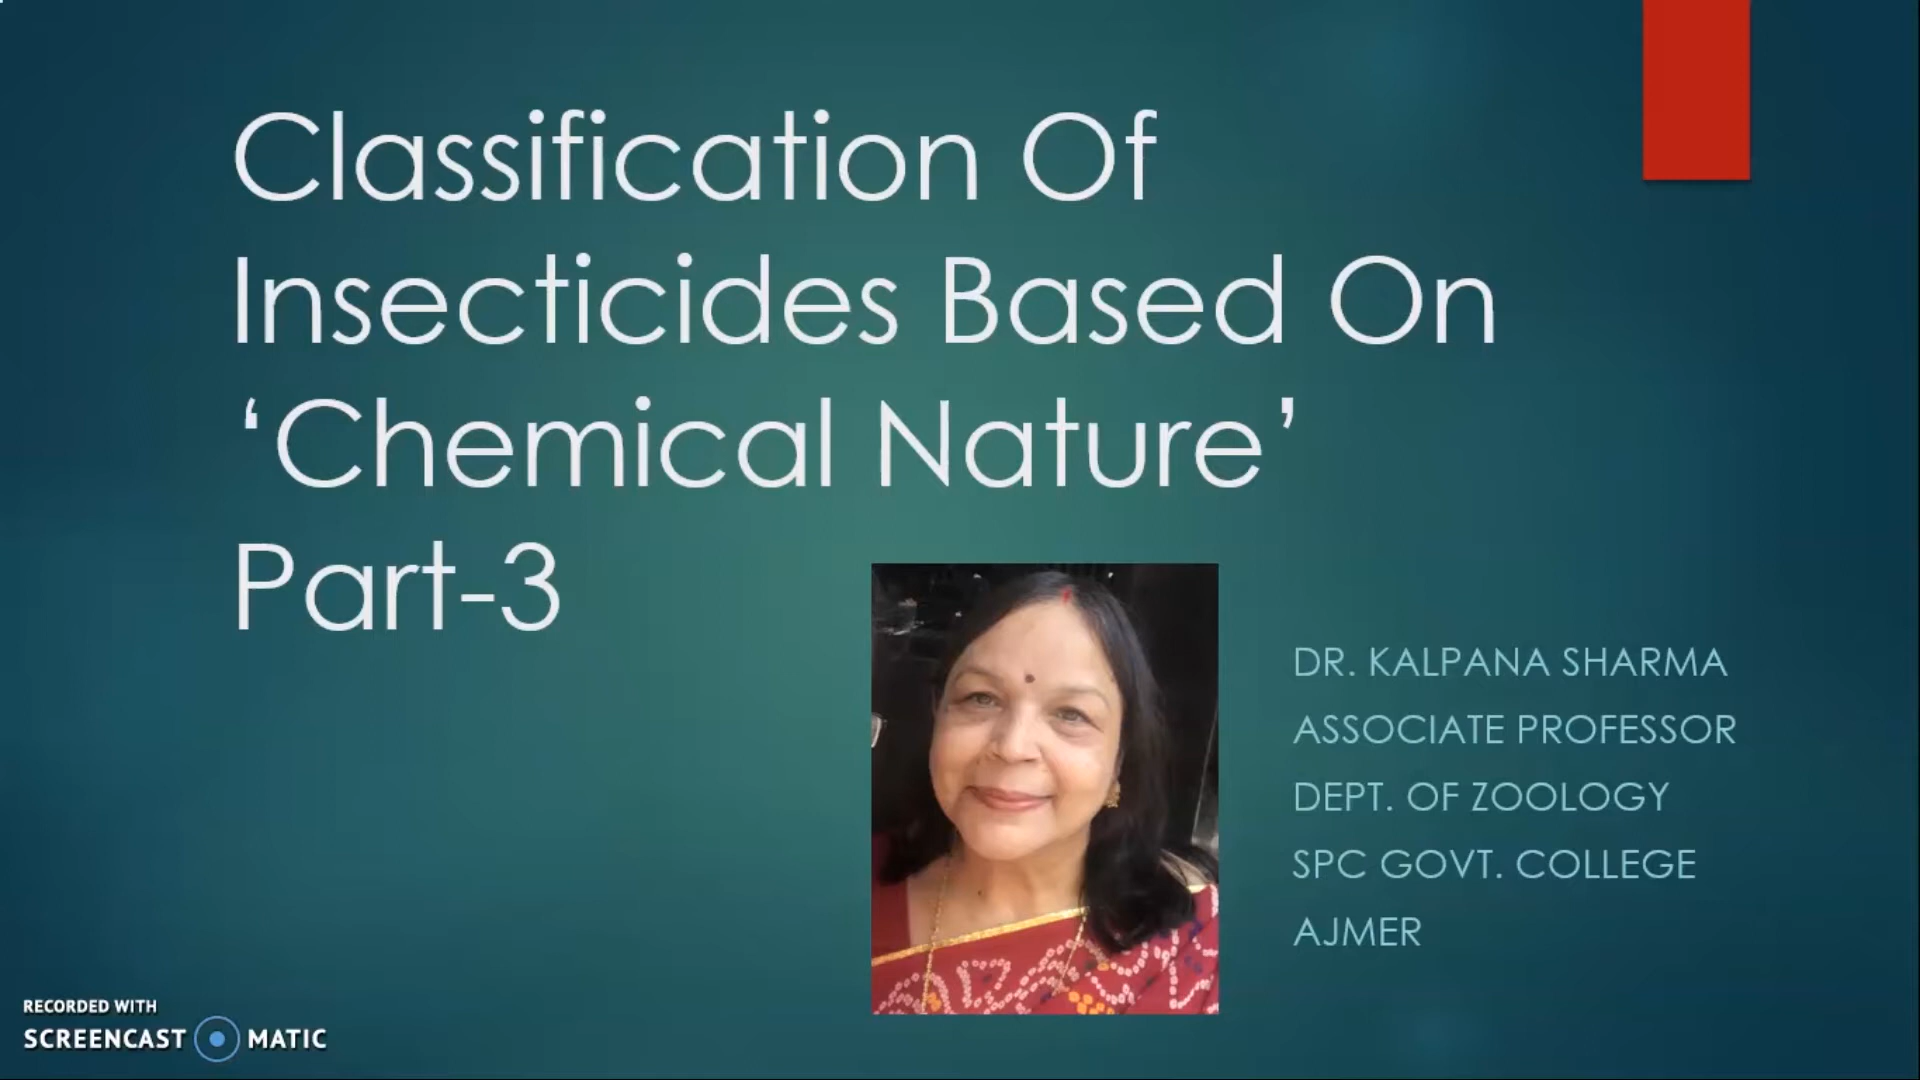 Classification Of
Insecticides Based On
‘Chemical Nature’
Part-3
DR. KALPANA SHARMA
ASSOCIATE PROFESSOR
DEPT. OF ZOOLOGY
SPC GOVT. COLLEGE
AJMER
RECORDED WITH
SCREENCAST MATIC